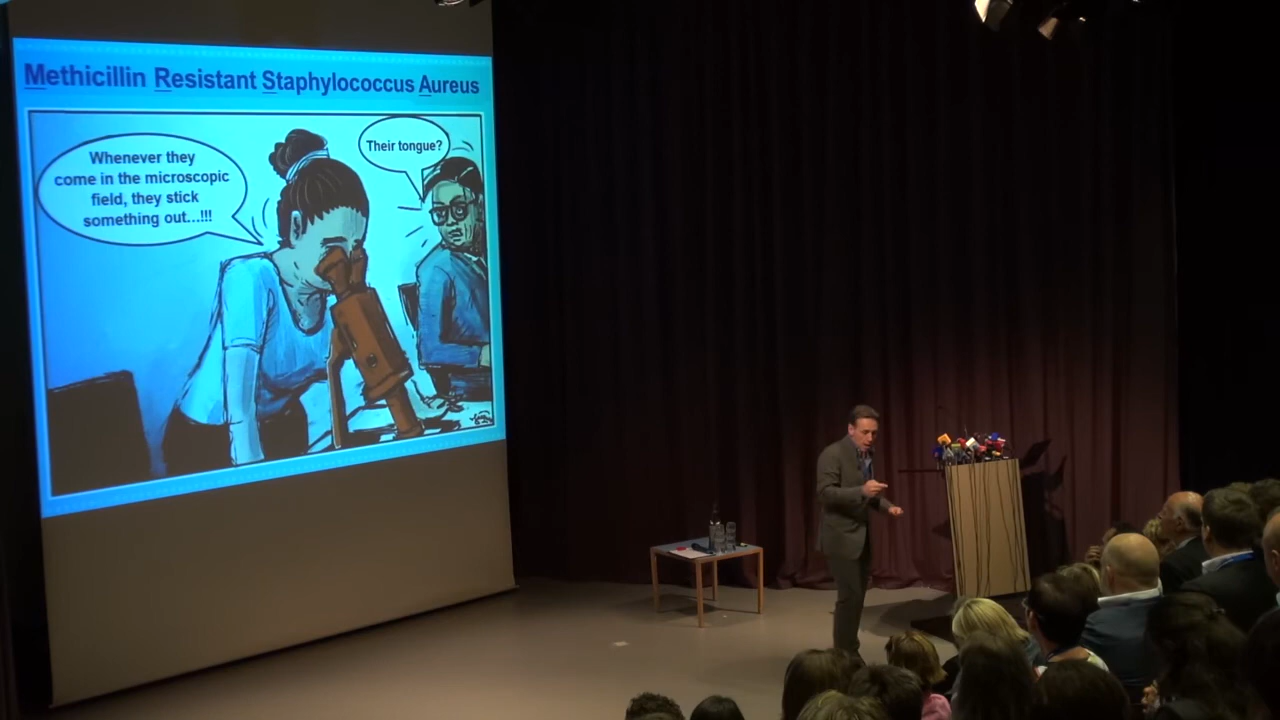 Methicillin Resistant Staphylococcus Aureus
Whenever they
come in the microscopic
field, they stick
something out...!!!
Their tongue?